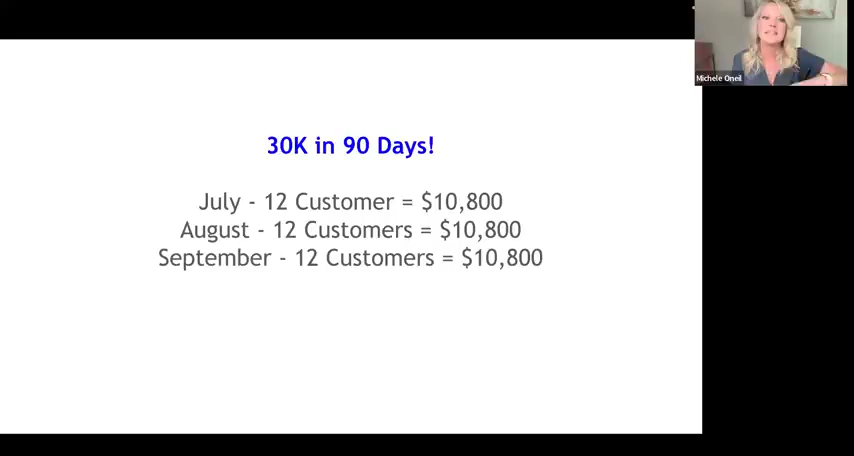 Michele Oneil
30K in 90 Days!
July - 12 Customer = $10,800
August - 12 Customers = $10,800
September - 12 Customers = $10,800